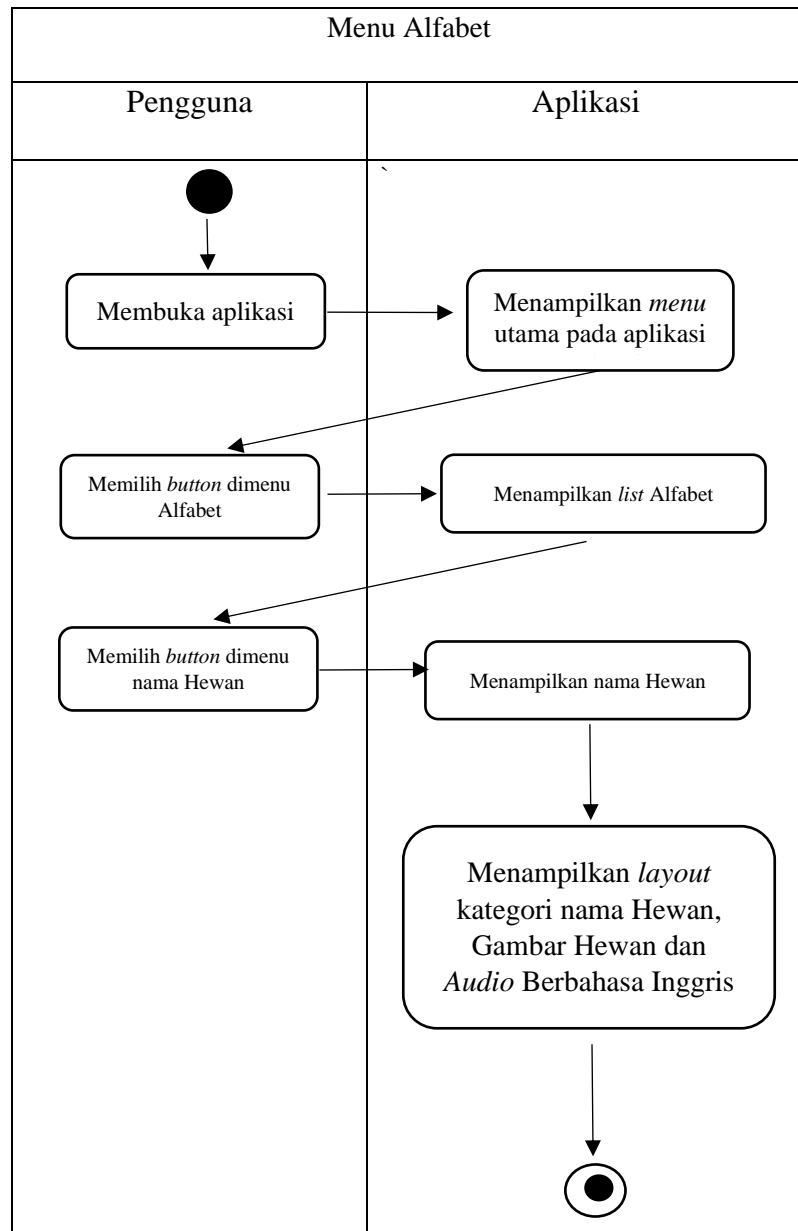 Menu Alfabet
Pengguna
Aplikasi
`
Membuka aplikasi
Menampilkan menu
utama pada aplikasi
Memilih button dimenu
Alfabet
Menampilkan list Alfabet
Memilih button dimenu
nama Hewan
Menampilkan nama Hewan
Menampilkan layout
kategori nama Hewan,
Gambar Hewan dan
Audio Berbahasa Inggris